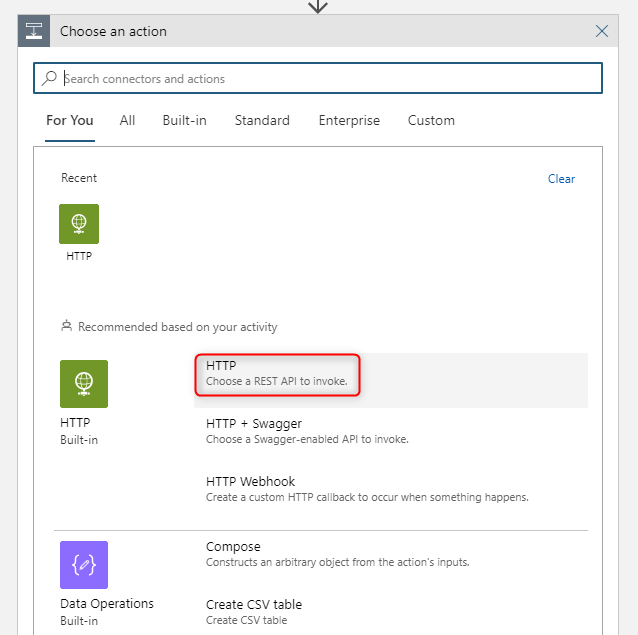 Choose an action
Search connectors and actions
For You All Built-in Standard Enterprise Custom
Recent Clear
HTTP
Recommended based on your activity
HTTP
Built-in
HTTP
Choose a REST API to invoke.
HTTP + Swagger
Choose a Swagger-enabled API to invoke.
HTTP Webhook
Create a custom HTTP callback to occur when something happens.
Data Operations
Built-in
Compose
Constructs an arbitrary object from the action's inputs.
Create CSV table
Create CSV table